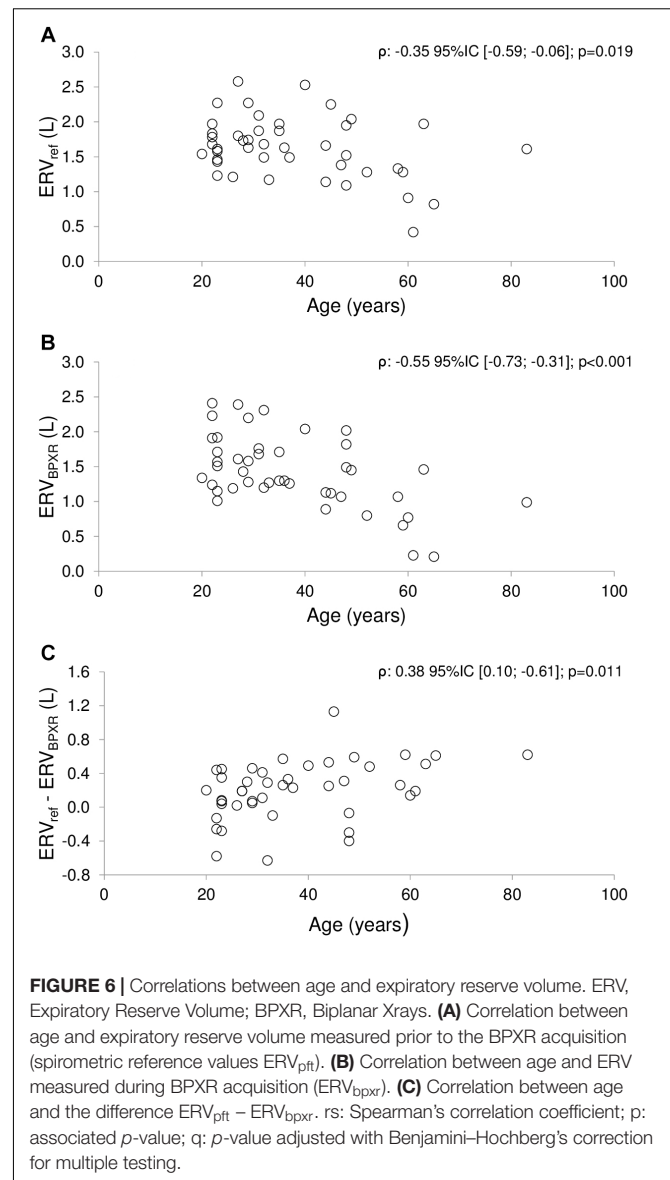 A
ρ: -0.35 95%IC [-0.59; -0.06]; p=0.019
3.0
2.5
2.0
1.5
1.0
0.5
0.0
ERVref (L)
0 20 40 60 80 100
Age (years)
B
ρ: -0.55 95%IC [-0.73; -0.31]; p<0.001
3.0
2.5
2.0
1.5
1.0
0.5
0.0
ERVBPXR (L)
0 20 40 60 80 100
Age (years)
C
ρ: 0.38 95%IC [0.10; -0.61]; p=0.011
1.6
1.2
0.8
0.4
0.0
-0.4
-0.8
ERVref - ERVBPXR (L)
0 20 40 60 80 100
Age (years)
FIGURE 6 | Correlations between age and expiratory reserve volume. ERV,
Expiratory Reserve Volume; BPXR, Biplanar Xrays. (A) Correlation between
age and expiratory reserve volume measured prior to the BPXR acquisition
(spirometric reference values ERVpft). (B) Correlation between age and ERV
measured during BPXR acquisition (ERVbpxr). (C) Correlation between age
and the difference ERVpft – ERVbpxr. rs: Spearman's correlation coefficient; p:
associated p-value; q: p-value adjusted with Benjamini–Hochberg's correction
for multiple testing.